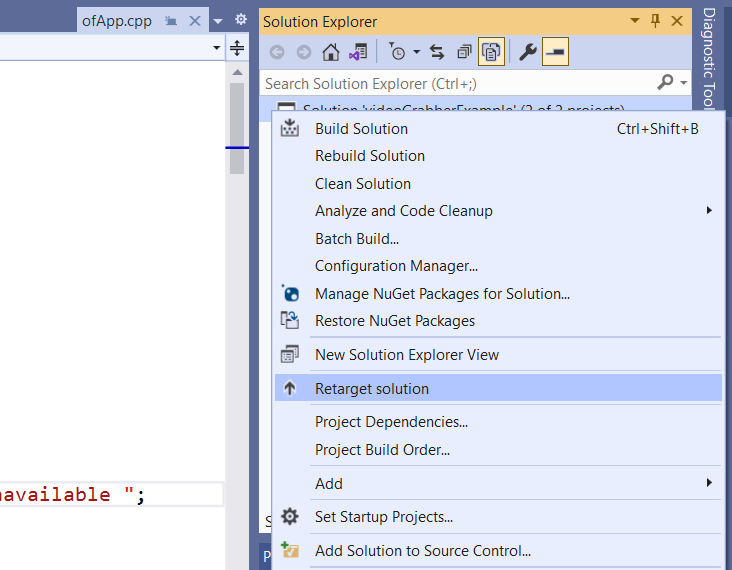 ofApp.cpp
Solution Explorer
Search Solution Explorer (Ctrl+;)
Solution 'videoGrabberExample' (2 of 2 projects)
Build Solution Ctrl+Shift+B
Rebuild Solution
Clean Solution
Analyze and Code Cleanup
Batch Build...
Configuration Manager...
Manage NuGet Packages for Solution...
Restore NuGet Packages
New Solution Explorer View
Retarget solution
Project Dependencies...
Project Build Order...
Add
Set Startup Projects...
Add Solution to Source Control...
navailable ";
S
P
Diagnostic Tool